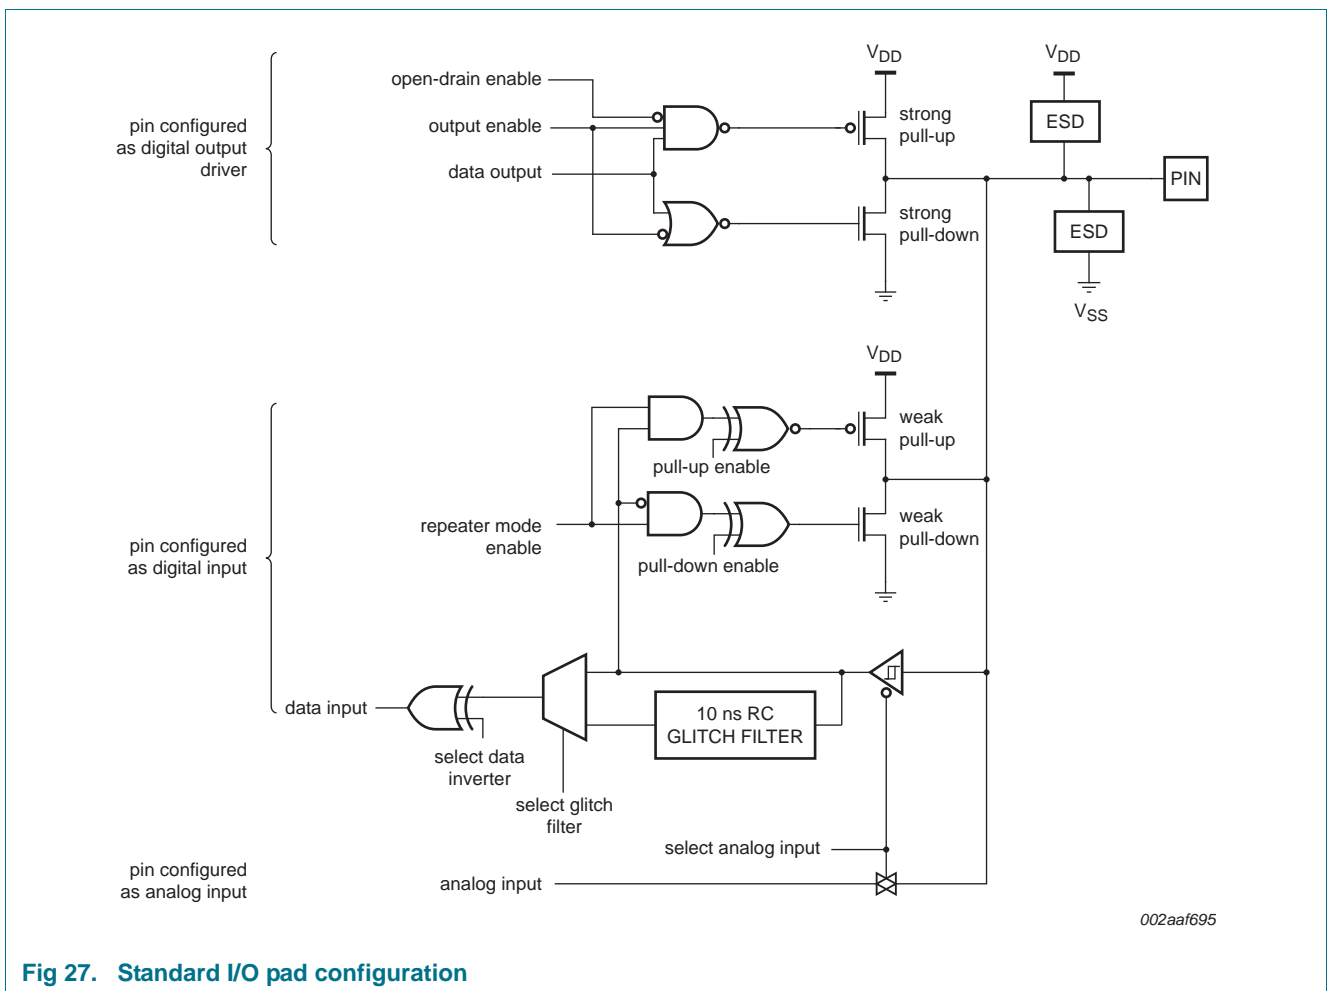 VDD
VDD
open-drain enable
strong
pull-up
ESD
pin configured
as digital output
driver
output enable
data output
PIN
strong
pull-down
ESD
VSS
VDD
weak
pull-up
pull-up enable
repeater mode
enable
weak
pull-down
pin configured
as digital input
pull-down enable
data input
10 ns RC
GLITCH FILTER
select data
inverter
select glitch
filter
select analog input
pin configured
as analog input
analog input
002aaf695
Fig 27. Standard I/O pad configuration